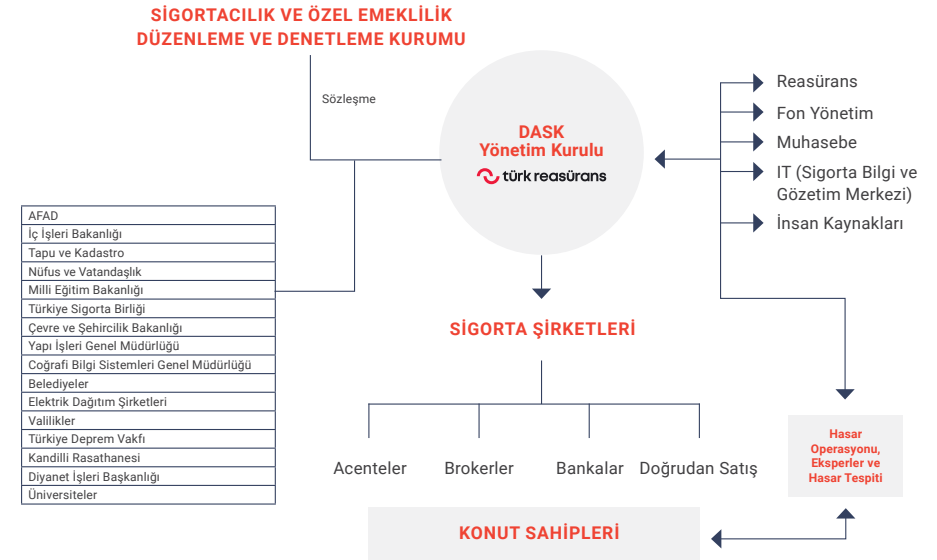 SİGORTACILIK VE ÖZEL EMEKLİLİK
DÜZENLEME VE DENETLEME KURUMU
Sözleşme
DASK
Yönetim Kurulu
türk reasürans
Reasürans
Fon Yönetim
Muhasebe
IT (Sigorta Bilgi ve
Gözetim Merkezi)
İnsan Kaynakları
AFAD
İç İşleri Bakanlığı
Tapu ve Kadastro
Nüfus ve Vatandaşlık
Milli Eğitim Bakanlığı
Türkiye Sigorta Birliği
Çevre ve Şehircilik Bakanlığı
Yapı İşleri Genel Müdürlüğü
Coğrafi Bilgi Sistemleri Genel Müdürlüğü
Belediyeler
Elektrik Dağıtım Şirketleri
Valilikler
Türkiye Deprem Vakfı
Kandilli Rasathanesi
Diyanet İşleri Başkanlığı
Üniversiteler
SİGORTA ŞİRKETLERİ
Acenteler
Brokerler
Bankalar
Doğrudan Satış
Hasar
Operasyonu,
Eksperler ve
Hasar Tespiti
KONUT SAHİPLERİ